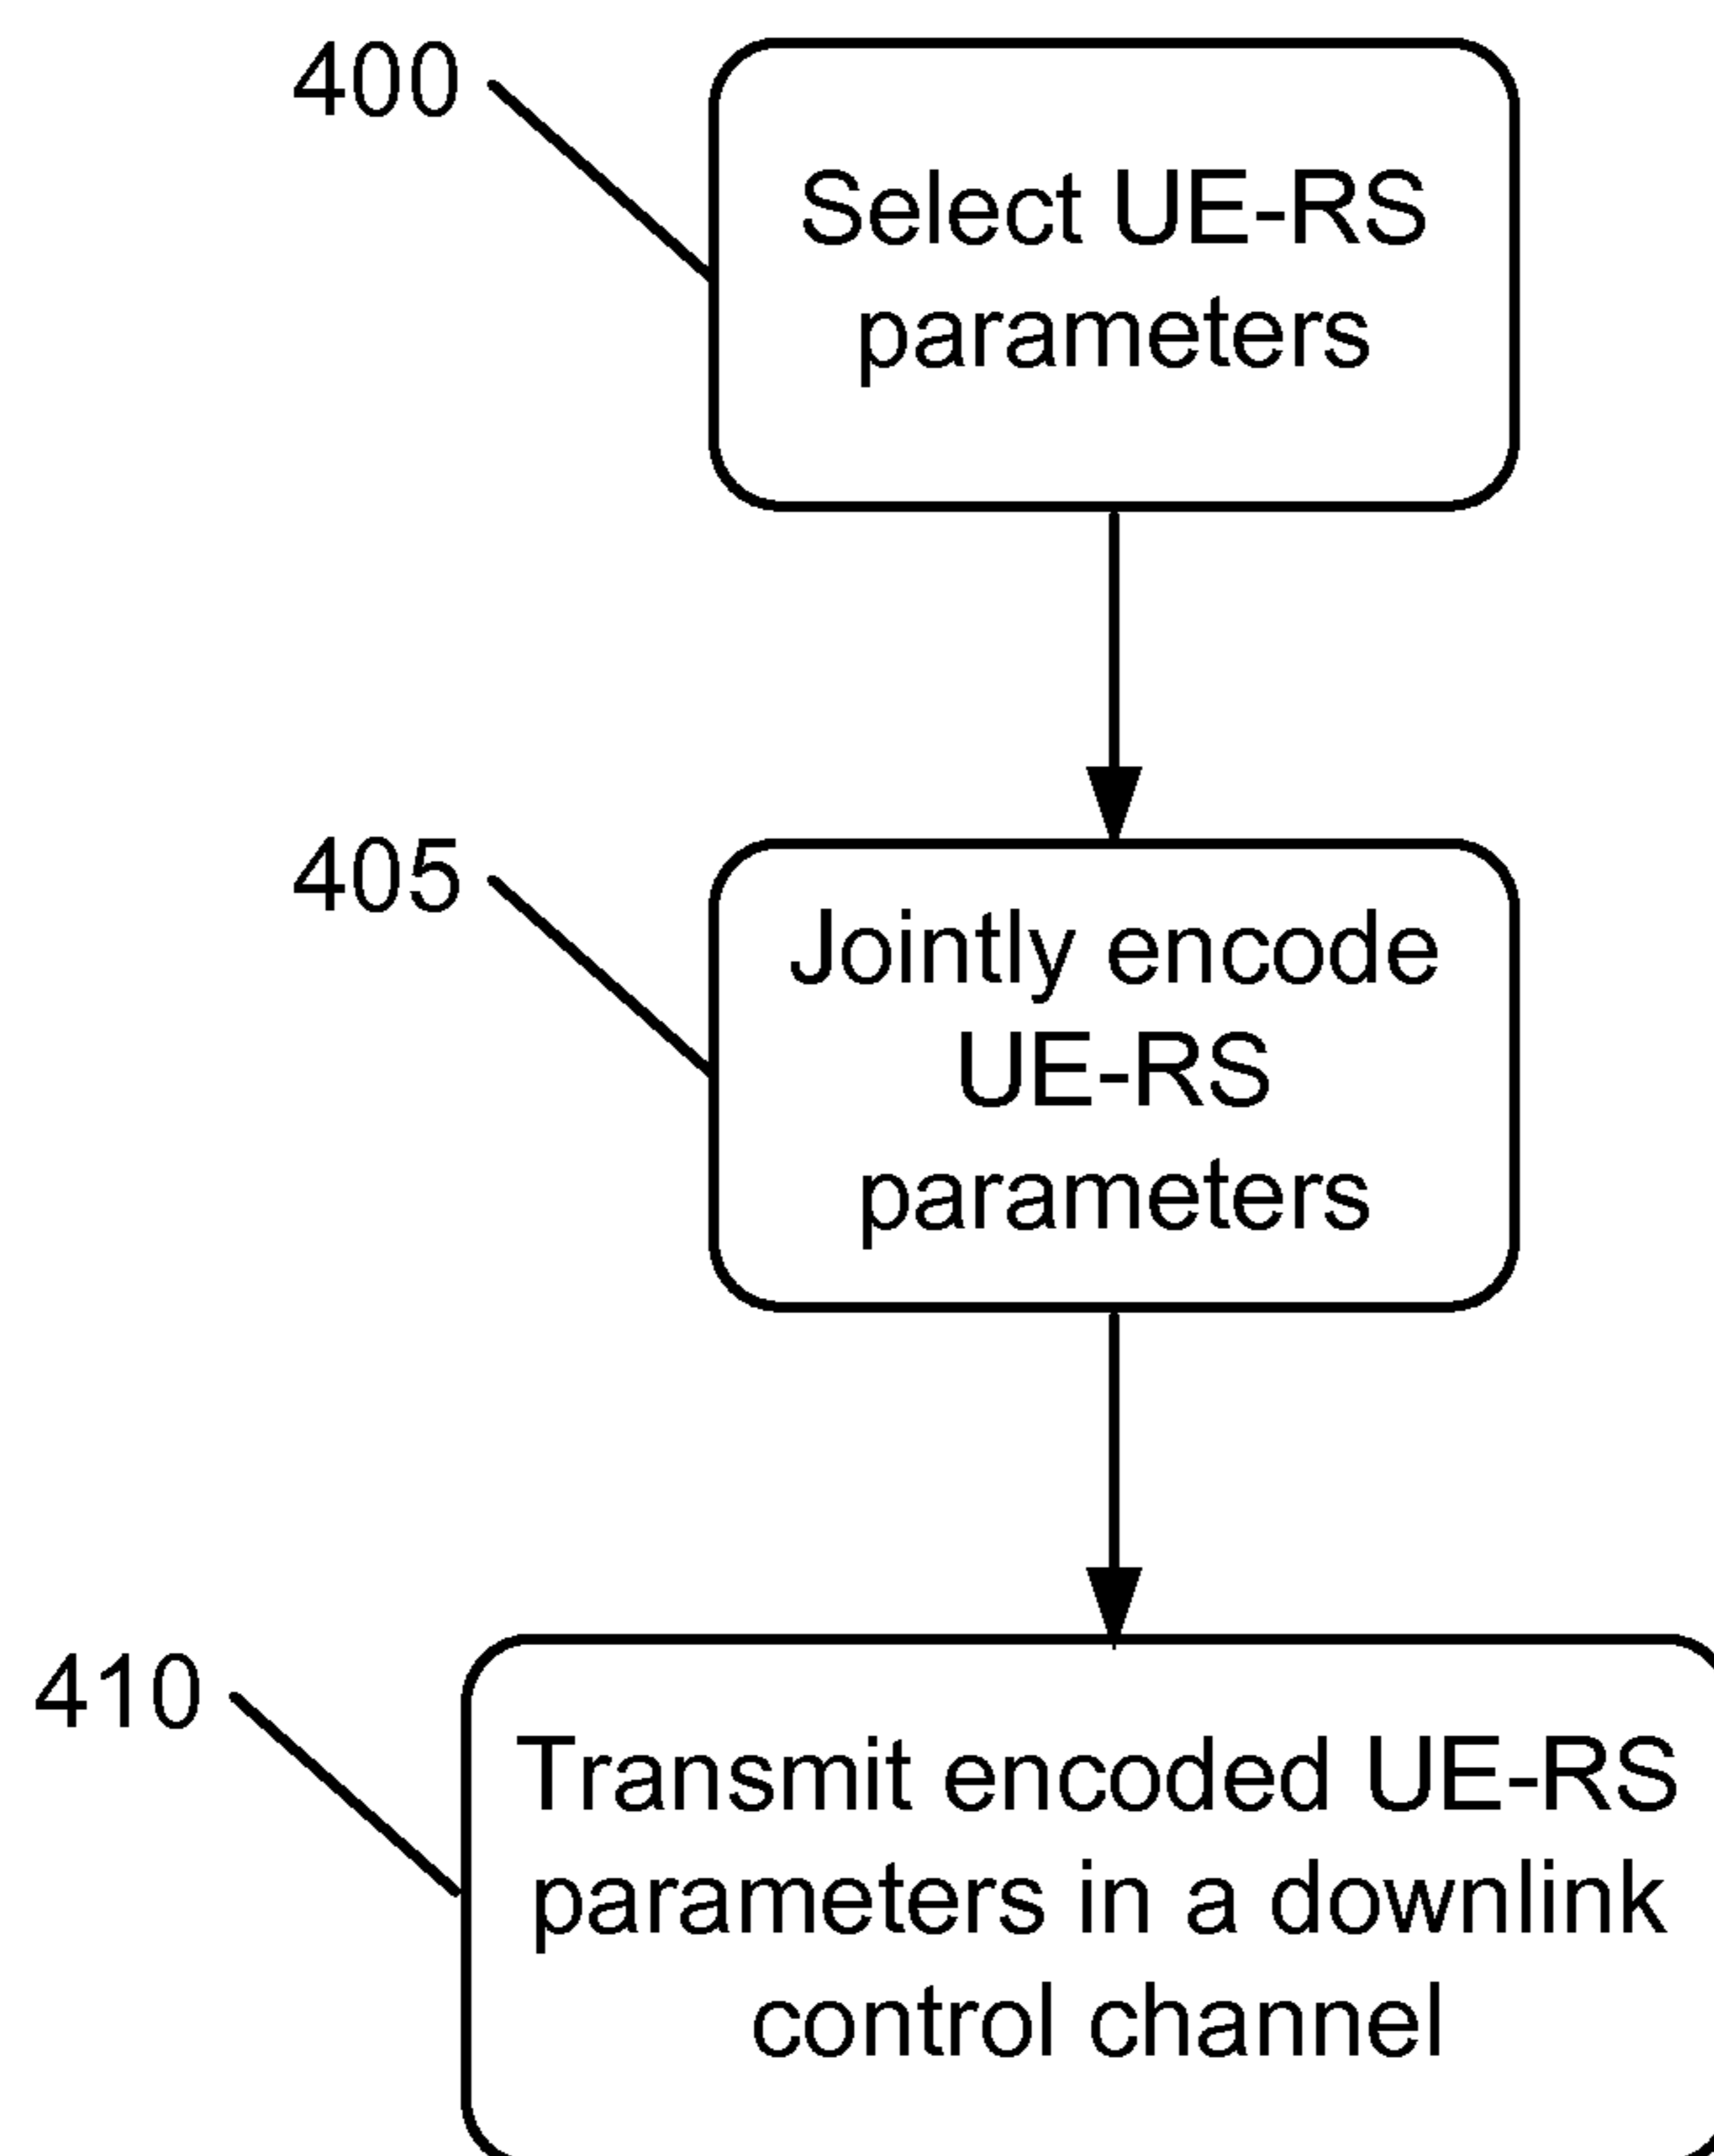 400
Select UE-RS
parameters
405
Jointly encode
UE-RS
parameters
410
Transmit encoded UE-RS
parameters in a downlink
control channel